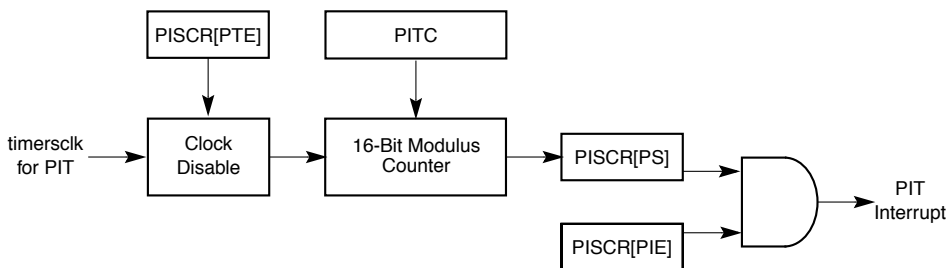 PISCR[PTE]
PITC
timersclk
for PIT
Clock
Disable
16-Bit Modulus
Counter
PISCR[PS]
PISCR[PIE]
PIT
Interrupt